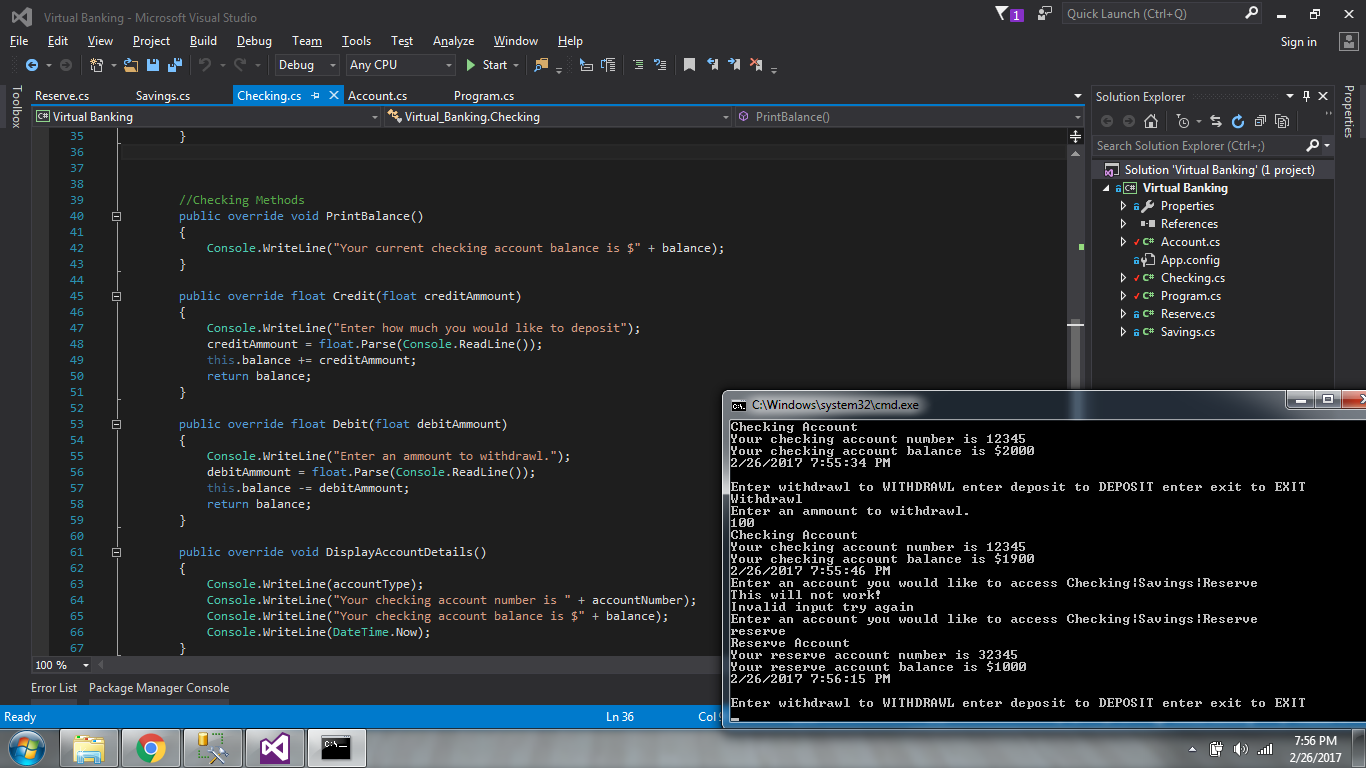 Virtual Banking - Microsoft Visual Studio
1
Quick Launch (Ctrl+Q)
File Edit View Project Build Debug Team Tools Test Analyze Window Help
Sign in
Debug Any CPU Start
Toolbox
Reserve.cs Savings.cs Checking.cs Account.cs Program.cs
C# Virtual Banking Virtual_Banking.Checking PrintBalance()
35 }
36
37
38
39 //Checking Methods
40 public override void PrintBalance()
41 {
42 Console.WriteLine("Your current checking account balance is $" + balance);
43 }
44
45 public override float Credit(float creditAmmount)
46 {
47 Console.WriteLine("Enter how much you would like to deposit");
48 creditAmmount = float.Parse(Console.ReadLine());
49 this.balance += creditAmmount;
50 return balance;
51 }
52
53 public override float Debit(float debitAmmount)
54 {
55 Console.WriteLine("Enter an ammount to withdrawl.");
56 debitAmmount = float.Parse(Console.ReadLine());
57 this.balance -= debitAmmount;
58 return balance;
59 }
60
61 public override void DisplayAccountDetails()
62 {
63 Console.WriteLine(accountType);
64 Console.WriteLine("Your checking account number is " + accountNumber);
65 Console.WriteLine("Your checking account balance is $" + balance);
66 Console.WriteLine(DateTime.Now);
67 }
100 %
Error List Package Manager Console
Ready Ln 36 Col
Solution Explorer
Search Solution Explorer (Ctrl+;)
Solution 'Virtual Banking' (1 project)
C# Virtual Banking
Properties
References
C# Account.cs
App.config
C# Checking.cs
C# Program.cs
C# Reserve.cs
C# Savings.cs
Properties
C:\Windows\system32\cmd.exe
Checking Account
Your checking account number is 12345
Your checking account balance is $2000
2/26/2017 7:55:34 PM
Enter withdrawl to WITHDRAWL enter deposit to DEPOSIT enter exit to EXIT
Withdrawl
Enter an ammount to withdrawl.
100
Checking Account
Your checking account number is 12345
Your checking account balance is $1900
2/26/2017 7:55:46 PM
Enter an account you would like to access Checking|Savings|Reserve
This will not work!
Invalid input try again
Enter an account you would like to access Checking|Savings|Reserve
reserve
Reserve Account
Your reserve account number is 32345
Your reserve account balance is $1000
2/26/2017 7:56:15 PM
Enter withdrawl to WITHDRAWL enter deposit to DEPOSIT enter exit to EXIT
7:56 PM
2/26/2017